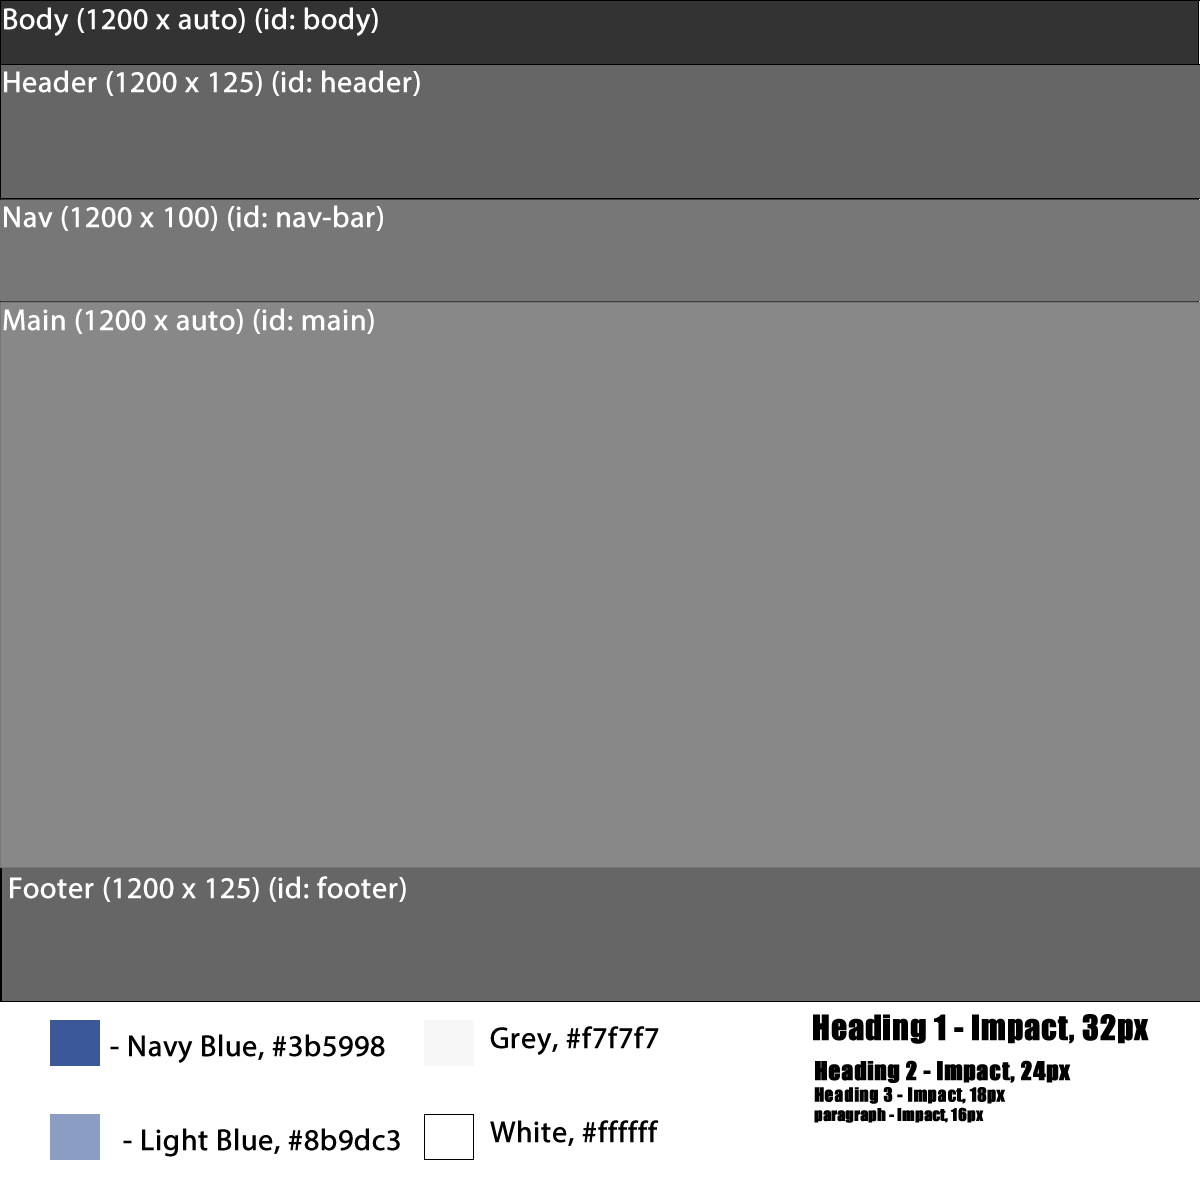 Body (1200 x auto) (id: body)
Header (1200 x 125) (id: header)
Nav (1200 x 100) (id: nav-bar)
Main (1200 x auto) (id: main)
Footer (1200 x 125) (id: footer)
- Navy Blue, #3b5998
Grey, #f7f7f7
- Light Blue, #8b9dc3
White, #ffffff
Heading 1 - Impact, 32px
Heading 2 - Impact, 24px
Heading 3 - Impact, 18px
paragraph - Impact, 16px